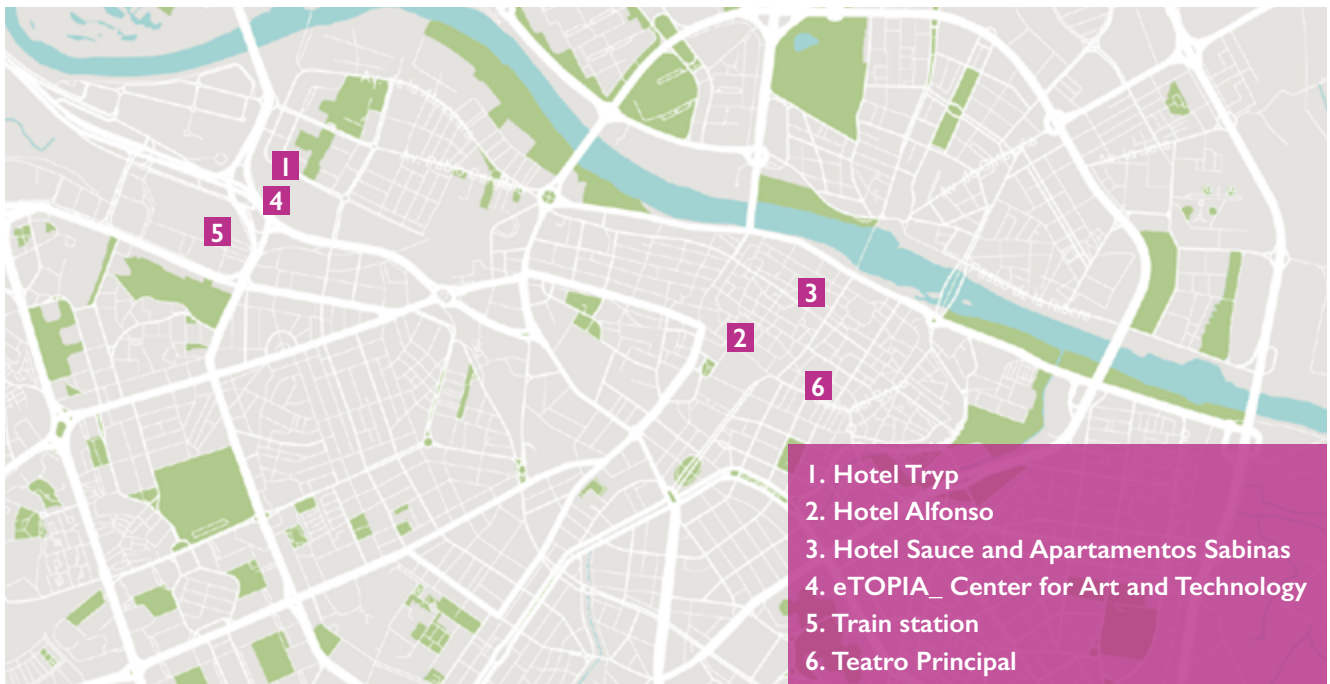 1
4
5
3
2
6
1. Hotel Tryp
2. Hotel Alfonso
3. Hotel Sauce and Apartamentos Sabinas
4. eTOPIA_ Center for Art and Technology
5. Train station
6. Teatro Principal